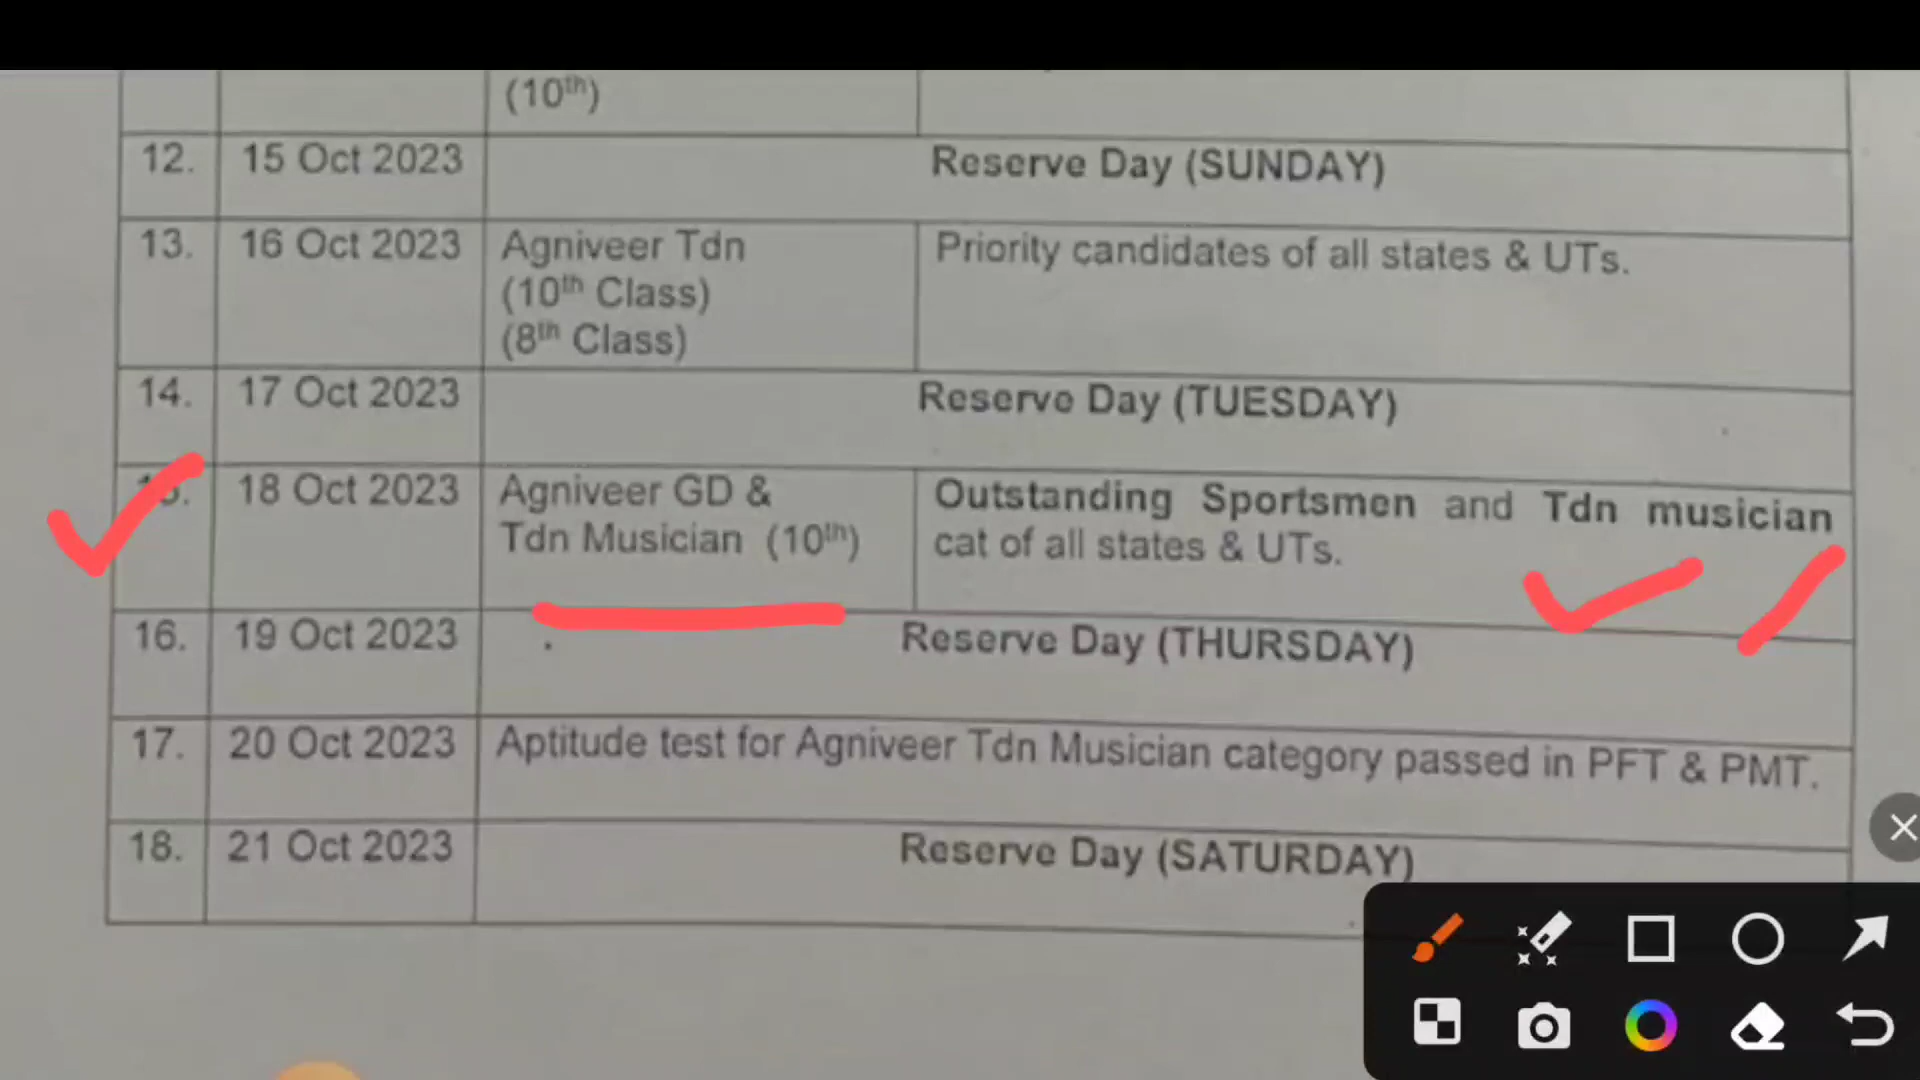 (10th)
12. 15 Oct 2023 Reserve Day (SUNDAY)
13. 16 Oct 2023 Agniveer Tdn Priority candidates of all states & UTs.
(10th Class)
(8th Class)
14. 17 Oct 2023 Reserve Day (TUESDAY)
15. 18 Oct 2023 Agniveer GD & Outstanding Sportsmen and Tdn musician
Tdn Musician (10th) cat of all states & UTs.
16. 19 Oct 2023 Reserve Day (THURSDAY)
17. 20 Oct 2023 Aptitude test for Agniveer Tdn Musician category passed in PFT & PMT.
18. 21 Oct 2023 Reserve Day (SATURDAY)